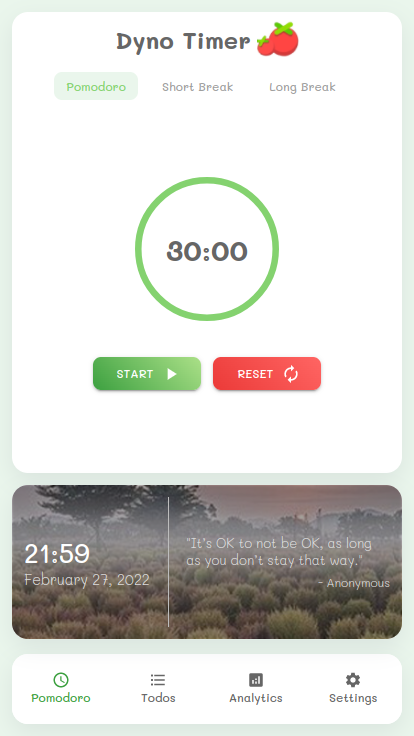 Dyno Timer
Pomodoro Short Break Long Break
30:00
START RESET
21:59
February 27, 2022
"It's OK to not be OK, as long
as you don't stay that way."
- Anonymous
Pomodoro Todos Analytics Settings